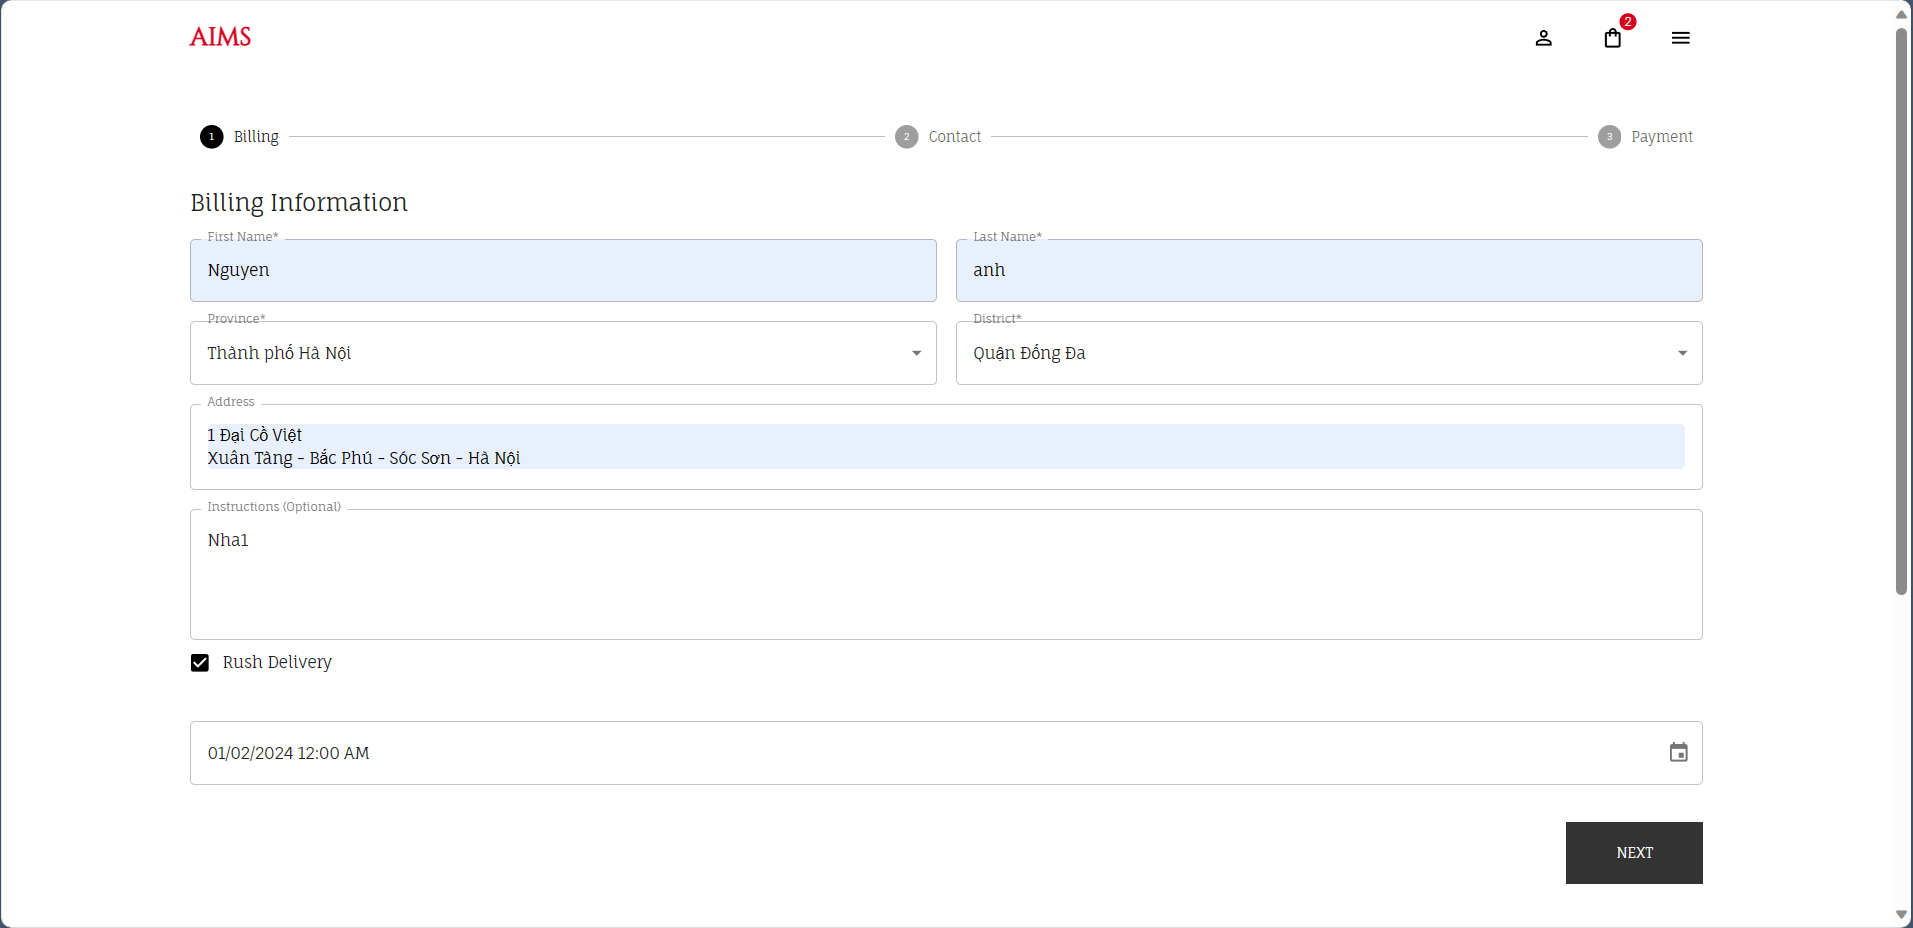 AIMS
2
1 Billing
2 Contact
3 Payment
Billing Information
First Name*
Nguyen
Last Name*
anh
Province*
Thành phố Hà Nội
District*
Quận Đống Đa
Address
1 Đại Cồ Việt
Xuân Tàng - Bắc Phú - Sóc Sơn - Hà Nội
Instructions (Optional)
Nha1
Rush Delivery
01/02/2024 12:00 AM
NEXT